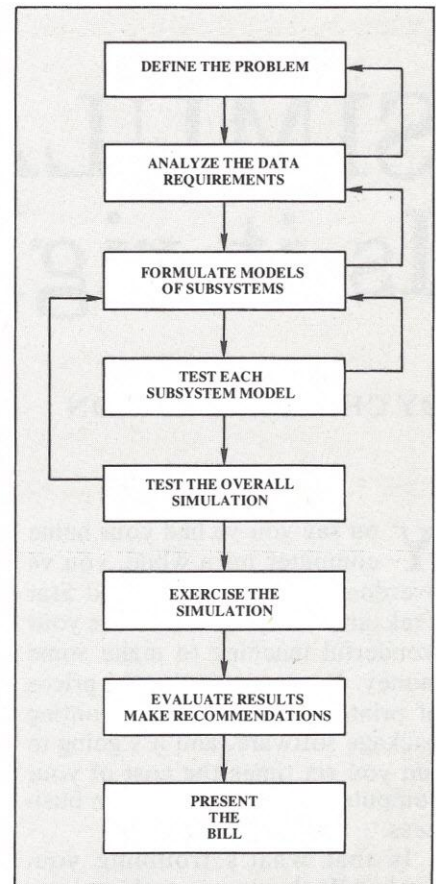 DEFINE THE PROBLEM
ANALYZE THE DATA
REQUIREMENTS
FORMULATE MODELS
OF SUBSYSTEMS
TEST EACH
SUBSYSTEM MODEL
TEST THE OVERALL
SIMULATION
EXERCISE THE
SIMULATION
EVALUATE RESULTS
MAKE RECOMMENDATIONS
PRESENT
THE
BILL